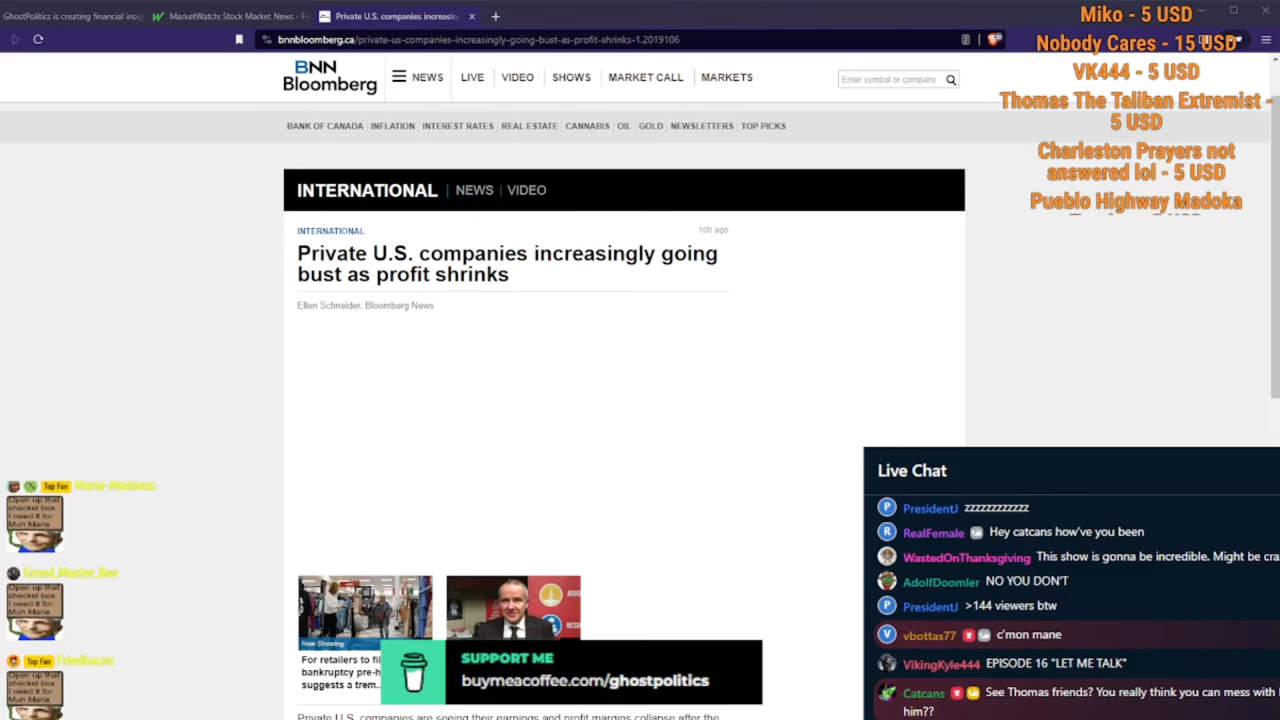 GhostPolitics is creating financial insig
MarketWatch: Stock Market News - Fi
Private U.S. companies increasin
bnnbloomberg.ca/private-us-companies-increasingly-going-bust-as-profit-shrinks-1.2019106
Miko - 5 USD
Nobody Cares - 15 USD
VK444 - 5 USD
Thomas The Taliban Extremist -
5 USD
Charleston Prayers not
answered lol - 5 USD
Pueblo Highway Madoka
BNN
Bloomberg
NEWS
LIVE
VIDEO
SHOWS
MARKET CALL
MARKETS
Enter symbol or company
BANK OF CANADA
INFLATION
INTEREST RATES
REAL ESTATE
CANNABIS
OIL
GOLD
NEWSLETTERS
TOP PICKS
INTERNATIONAL | NEWS | VIDEO
INTERNATIONAL
10h ago
Private U.S. companies increasingly going
bust as profit shrinks
Ellen Schneider, Bloomberg News
Now Showing
For retailers to fil
bankruptcy pre-h
suggests a trem
Private U.S. companies are seeing their earnings and profit margins collapse after the
SUPPORT ME
buymeacoffee.com/ghostpolitics
Top Fan
Open up that
sheckel box
I need it for
Muh Maria
Grand_Master_Ben
Open up that
sheckel box
I need it for
Muh Maria
Top Fan
Open up that
sheckel box
I need it for
Muh Maria
Live Chat
P PresidentJ zzzzzzzzzzzz
R RealFemale Hey catcans how've you been
WastedOnThanksgiving This show is gonna be incredible. Might be cra
AdolfDoomler NO YOU DON'T
P PresidentJ >144 viewers btw
V vbottas77 c'mon mane
VikingKyle444 EPISODE 16 "LET ME TALK"
Catcans See Thomas friends? You really think you can mess with
him??